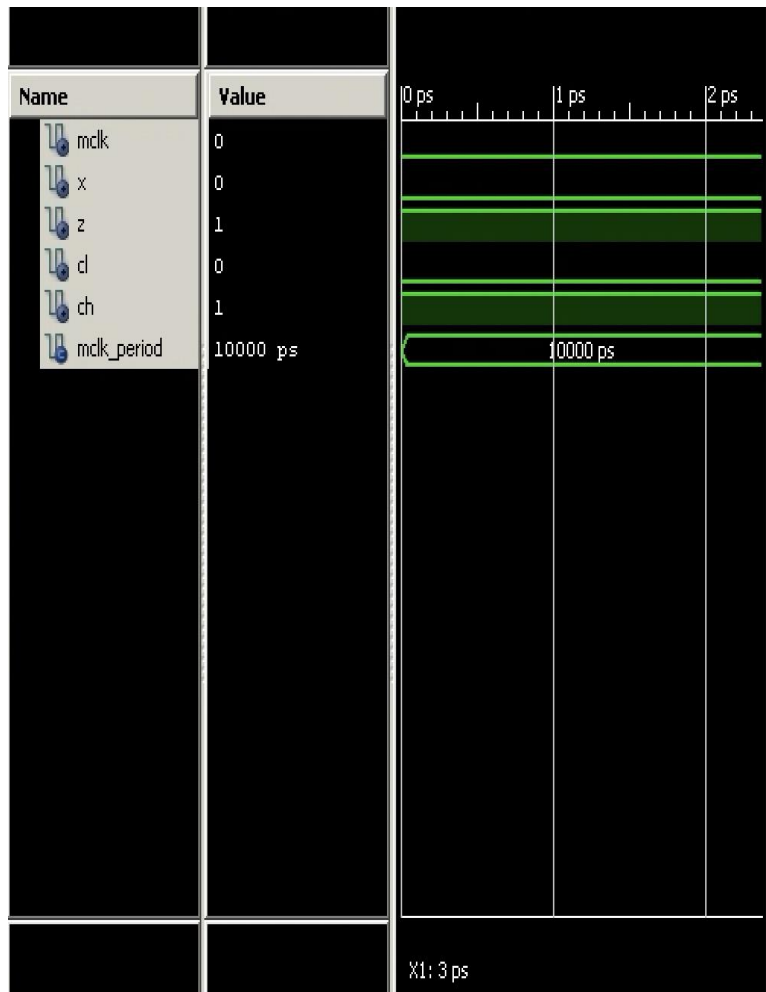 Name Value 0 ps 1 ps 2 ps
mclk 0
x 0
z 1
cl 0
ch 1
mclk_period 10000 ps 10000 ps
X1: 3 ps